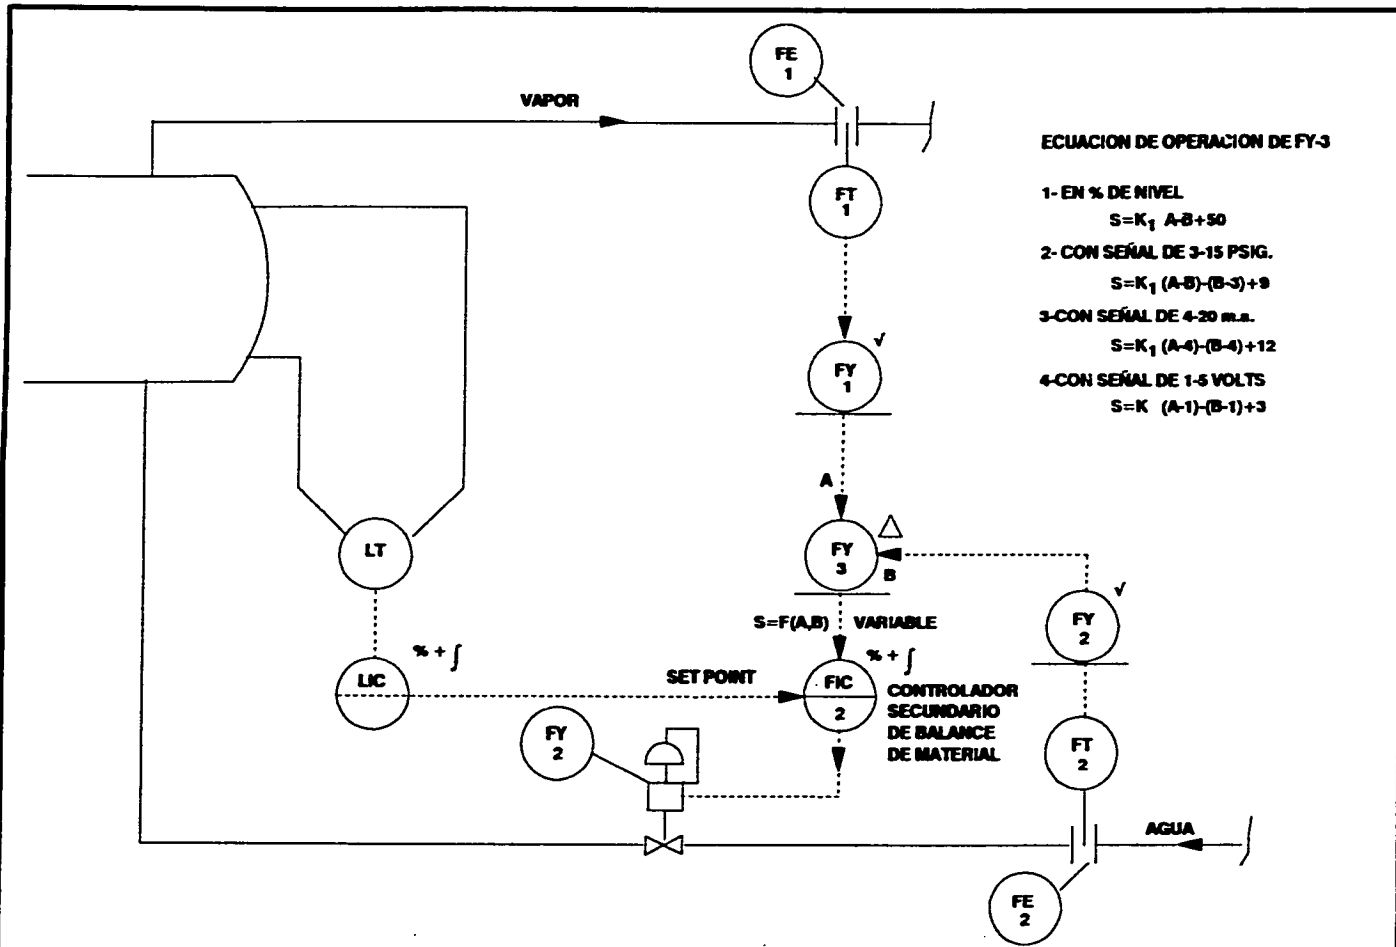 FE
1
VAPOR
ECUACION DE OPERACION DE FY-3
FT
1
1- EN % DE NIVEL
S=K1 A-B+50
2- CON SEÑAL DE 3-15 PSIG.
S=K1 (A-B)-(B-3)+9
3-CON SEÑAL DE 4-20 m.a.
S=K1 (A-4)-(B-4)+12
4-CON SEÑAL DE 1-5 VOLTS
S=K (A-1)-(B-1)+3
√
FY
1
A
LT
FY
3
△
B
√
FY
2
S=F(A,B) VARIABLE
% + ∫
LIC
SET POINT
% + ∫
FIC
2
CONTROLADOR
SECUNDARIO
DE BALANCE
DE MATERIAL
FY
2
FT
2
AGUA
FE
2